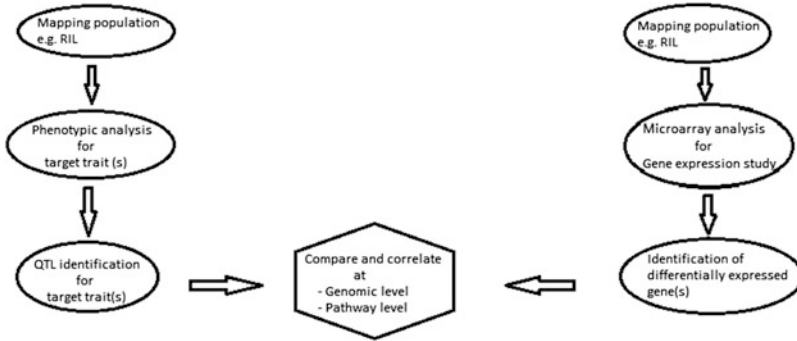 Mapping population
e.g. RIL
Phenotypic analysis
for
target trait (s)
QTL identification
for
target trait(s)
Compare and correlate
at
- Genomic level
- Pathway level
Mapping population
e.g. RIL
Microarray analysis
for
Gene expression study
Identification of
differentially expressed
gene(s)